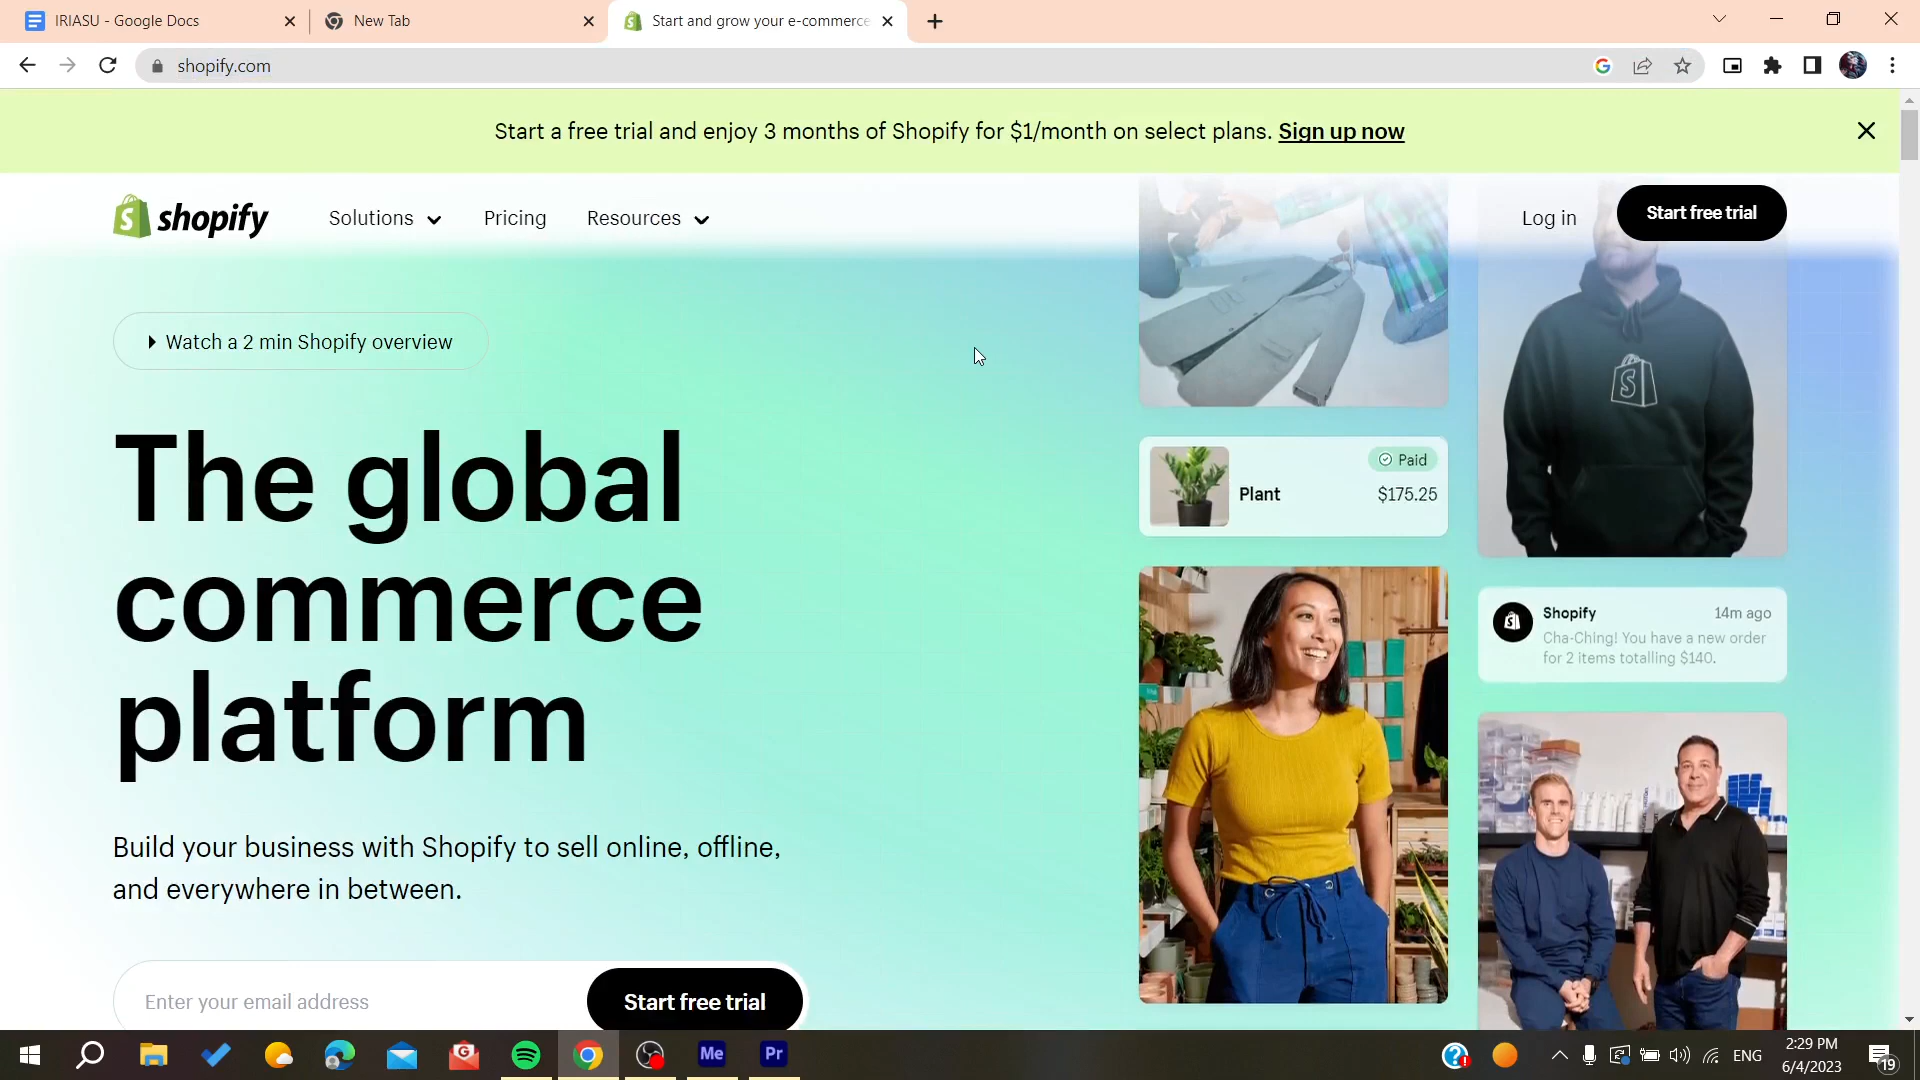 IRIASU - Google Docs
New Tab
Start and grow your e-commerce
shopify.com
Start a free trial and enjoy 3 months of Shopify for $1/month on select plans. Sign up now
shopify
Solutions
Pricing
Resources
Log in
Start free trial
Watch a 2 min Shopify overview
The global
commerce
platform
Build your business with Shopify to sell online, offline,
and everywhere in between.
Enter your email address
Start free trial
Paid
Plant
$175.25
Shopify
14m ago
Cha-Ching! You have a new order
for 2 items totalling $140.
Me
Pr
ENG
2:29 PM
6/4/2023
19